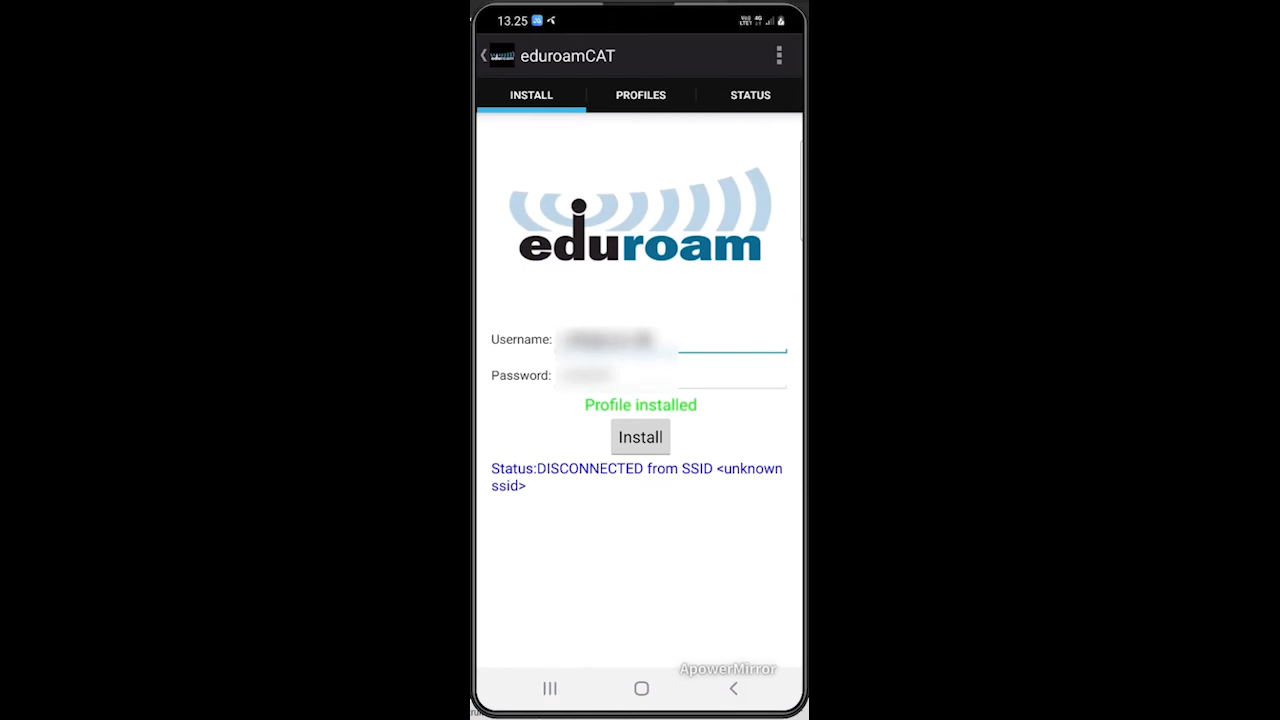 13.25
eduroamCAT
INSTALL PROFILES STATUS
eduroam
Username:
Password:
Profile installed
Install
Status:DISCONNECTED from SSID <unknown
ssid>
ApowerMirror